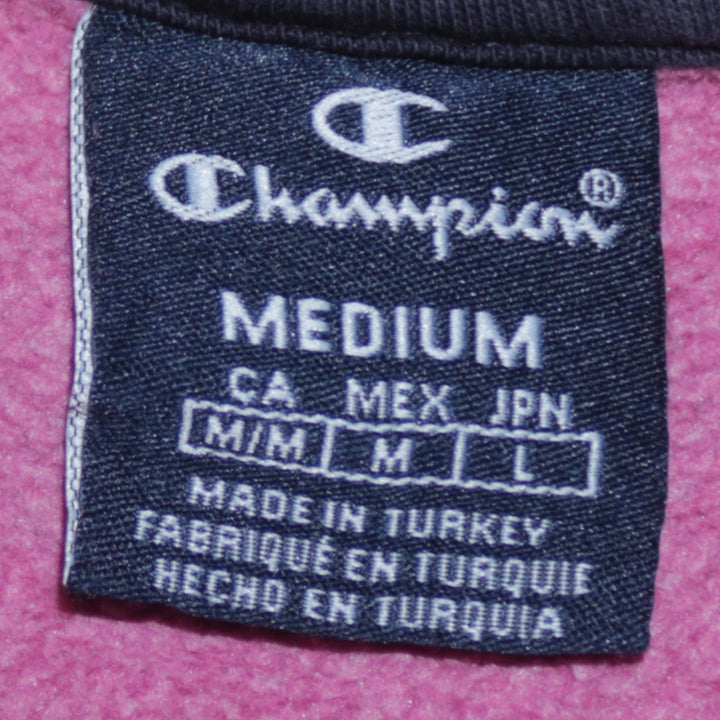 Champion®
MEDIUM
CA MEX JPN
M/M M L
MADE IN TURKEY
FABRIQUÉ EN TURQUIE
HECHO EN TURQUIA